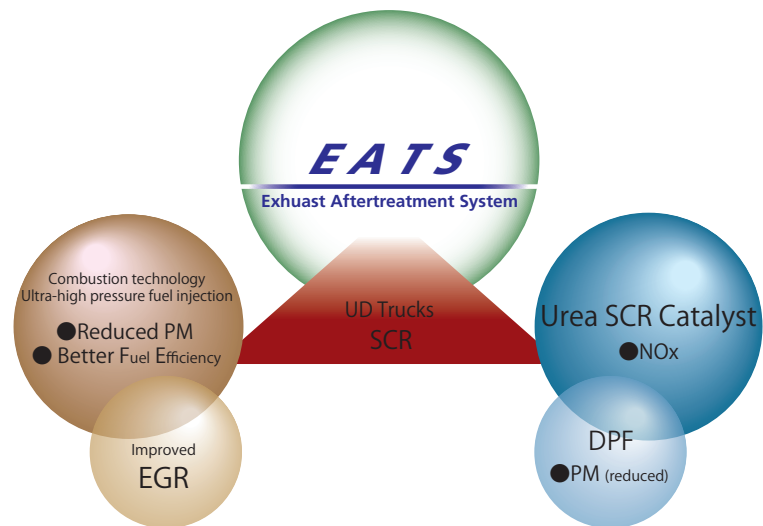 EATS
Exhuast Aftertreatment System
Combustion technology
Ultra-high pressure fuel injection
●Reduced PM
● Better Fuel Efficiency
Improved
EGR
UD Trucks
SCR
Urea SCR Catalyst
●NOx
DPF
●PM (reduced)